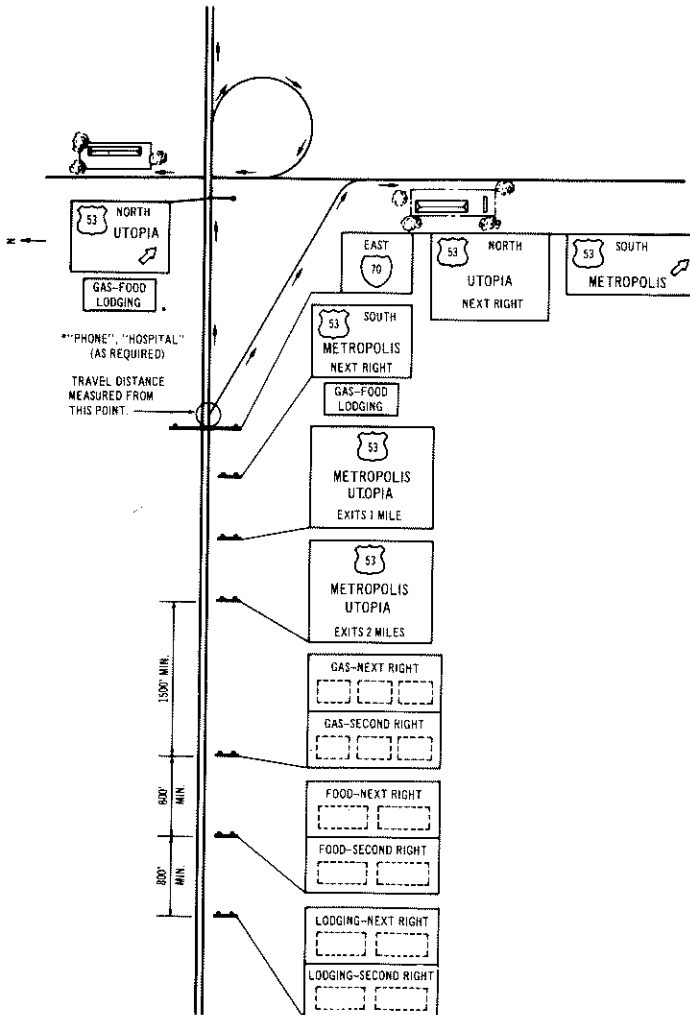 53 NORTH
UTOPIA
GAS-FOOD
LODGING
N
*"PHONE", "HOSPITAL"
(AS REQUIRED)
TRAVEL DISTANCE
MEASURED FROM
THIS POINT.
EAST
70
53 NORTH
UTOPIA
NEXT RIGHT
53 SOUTH
METROPOLIS
53 SOUTH
METROPOLIS
NEXT RIGHT
GAS-FOOD
LODGING
53
METROPOLIS
UTOPIA
EXITS 1 MILE
53
METROPOLIS
UTOPIA
EXITS 2 MILES
1500' MIN.
GAS-NEXT RIGHT
GAS-SECOND RIGHT
800'
MIN.
FOOD-NEXT RIGHT
FOOD-SECOND RIGHT
800'
MIN.
LODGING-NEXT RIGHT
LODGING-SECOND RIGHT